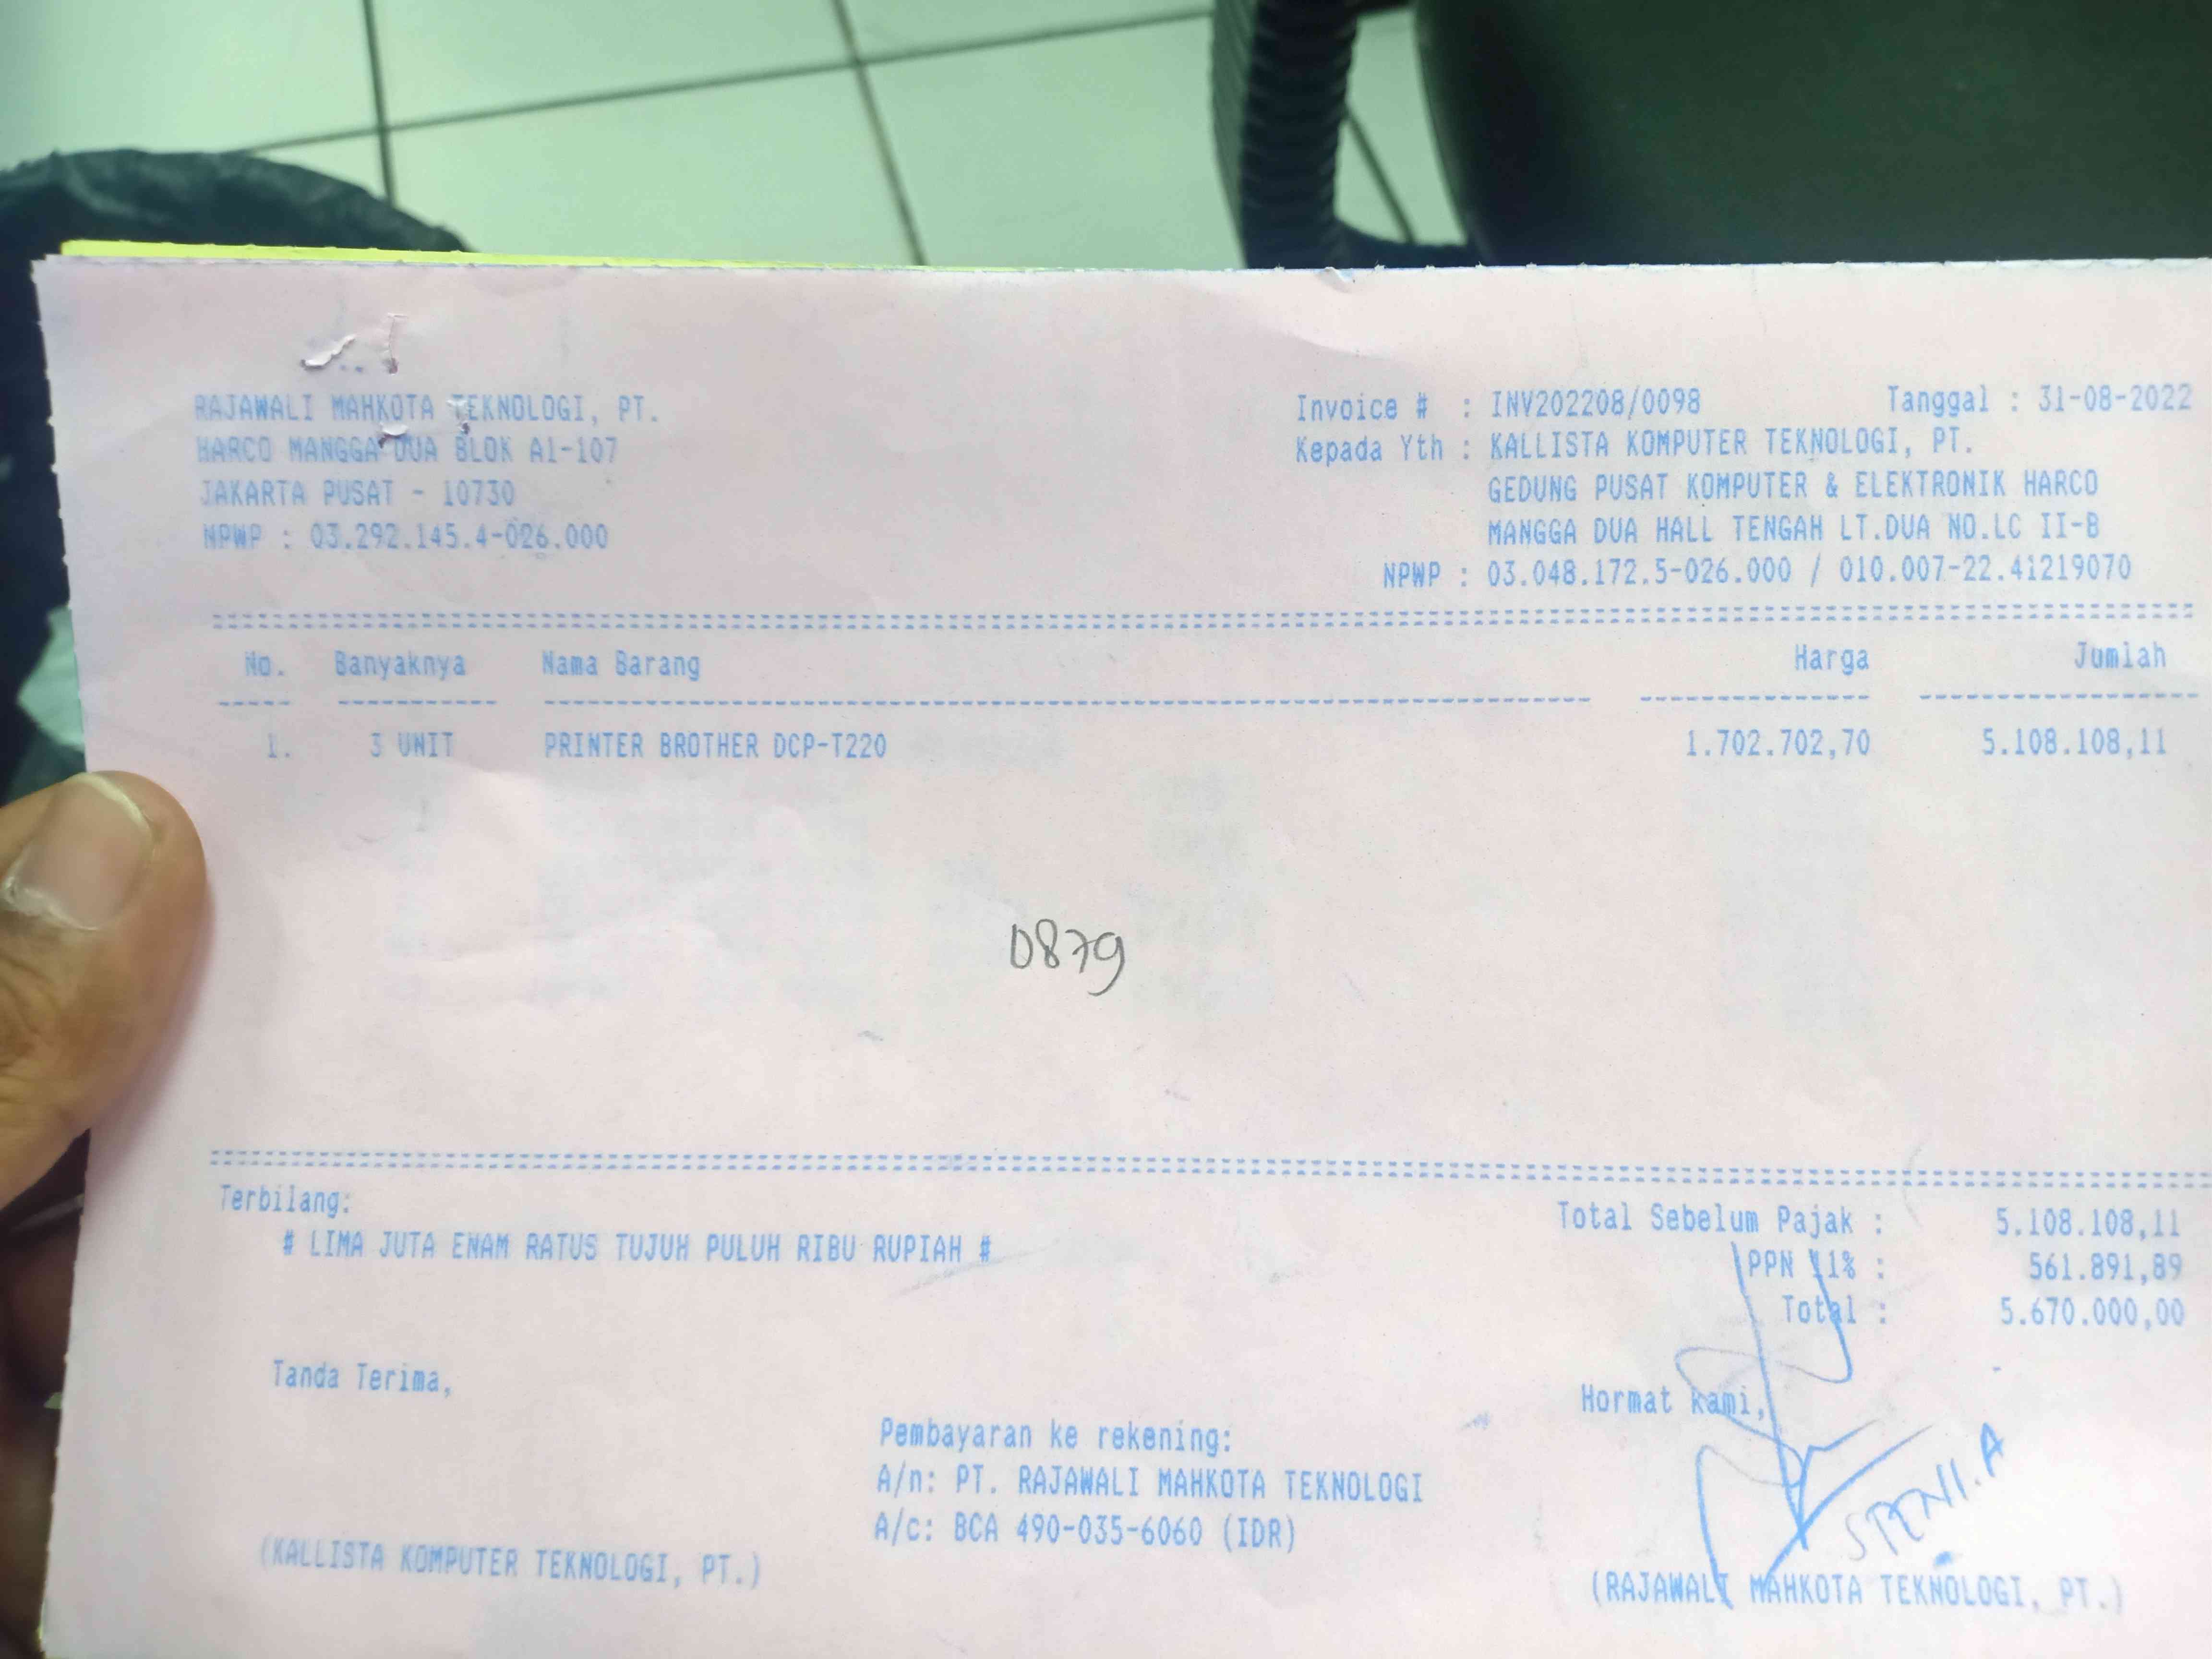 RAJAWALI MAHKOTA TEKNOLOGI, PT.
HARCO MANGGA DUA BLOK A1-107
JAKARTA PUSAT - 10730
NPWP : 03.292.145.4-026.000
Invoice # : INV202208/0098 Tanggal : 31-08-2022
Kepada Yth : KALLISTA KOMPUTER TEKNOLOGI, PT.
GEDUNG PUSAT KOMPUTER & ELEKTRONIK HARCO
MANGGA DUA HALL TENGAH LT.DUA NO.LC II-B
NPWP : 03.048.172.5-026.000 / 010.007-22.41219070
No. Banyaknya Nama Barang Harga Jumlah
1. 3 UNIT PRINTER BROTHER DCP-T220 1.702.702,70 5.108.108,11
0879
Terbilang:
# LIMA JUTA ENAM RATUS TUJUH PULUH RIBU RUPIAH #
Total Sebelum Pajak : 5.108.108,11
PPN 11% : 561.891,89
Total : 5.670.000,00
Tanda Terima,
(KALLISTA KOMPUTER TEKNOLOGI, PT.)
Pembayaran ke rekening:
A/n: PT. RAJAWALI MAHKOTA TEKNOLOGI
A/c: BCA 490-035-6060 (IDR)
Hormat kami,
STENI.A
(RAJAWALI MAHKOTA TEKNOLOGI, PT.)